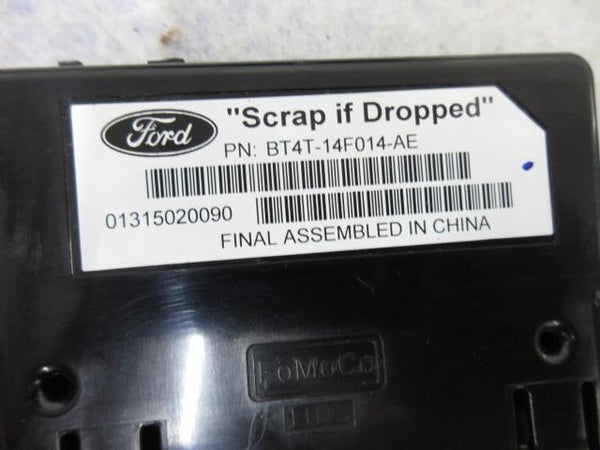 Ford
"Scrap if Dropped"
PN: BT4T-14F014-AE
01315020090
FINAL ASSEMBLED IN CHINA
FoMoCo